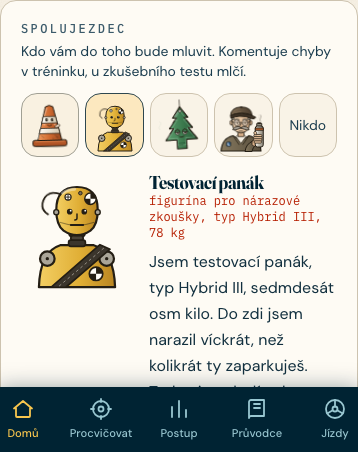 SPOLUJEZDEC
Kdo vám do toho bude mluvit. Komentuje chyby
v tréninku, u zkušebního testu mlčí.
Nikdo
Testovací panák
figurína pro nárazové
zkoušky, typ Hybrid III,
78 kg
Jsem testovací panák,
typ Hybrid III, sedmdesát
osm kilo. Do zdi jsem
narazil víckrát, než
kolikrát ty zaparkuješ.
Domů
Procvičovat
Postup
Průvodce
Jízdy